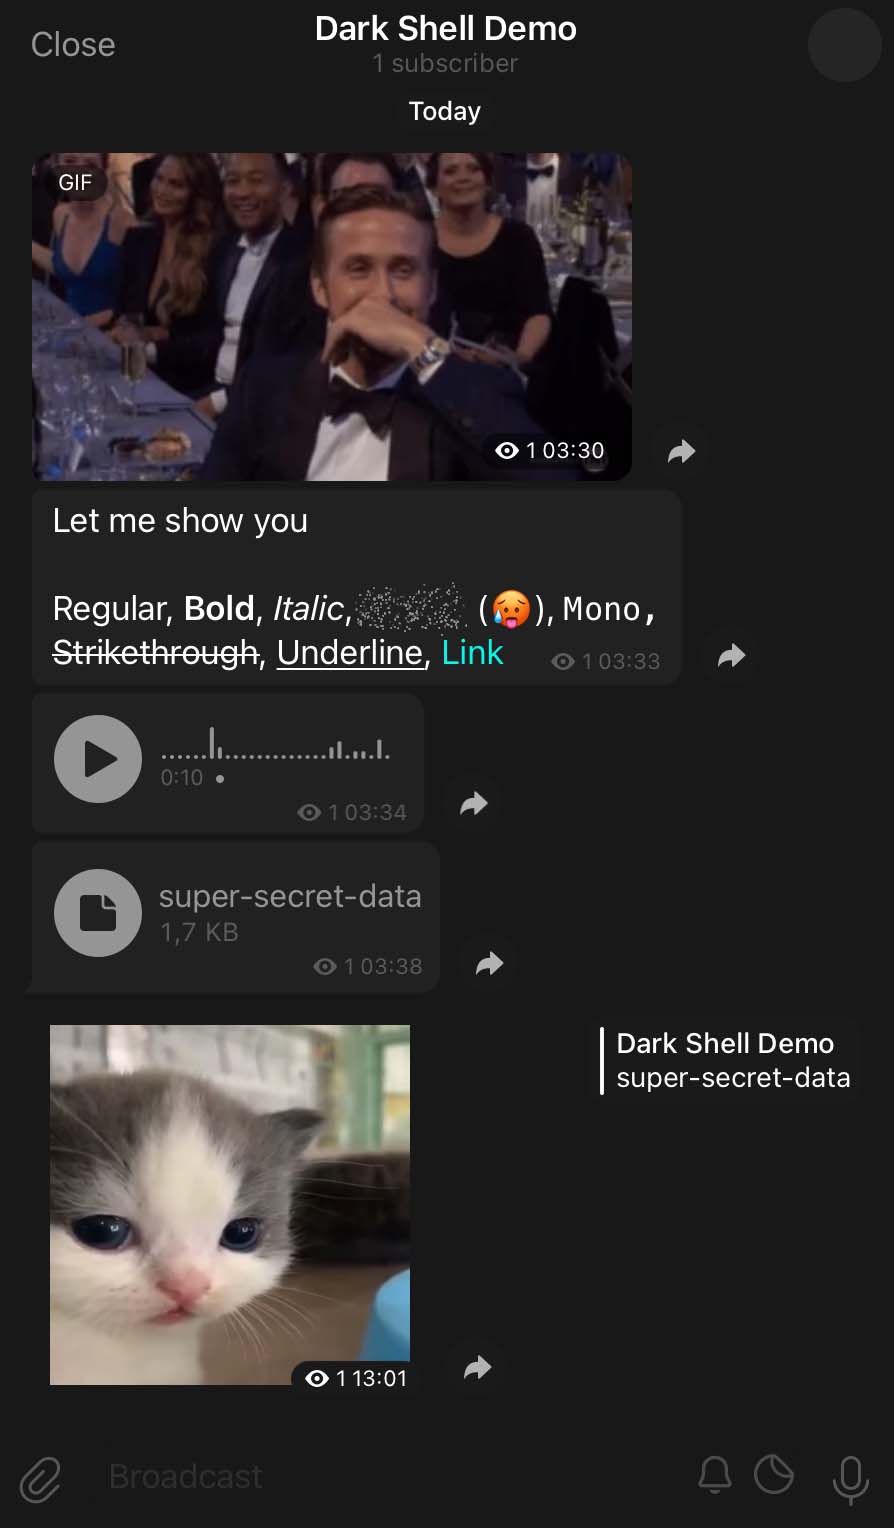 Close
Dark Shell Demo
1 subscriber
Today
GIF
1 03:30
Let me show you
Regular, Bold, Italic, (🥵), Mono,
Strikethrough, Underline, Link
1 03:33
0:10
1 03:34
super-secret-data
1,7 KB
1 03:38
Dark Shell Demo
super-secret-data
1 13:01
Broadcast